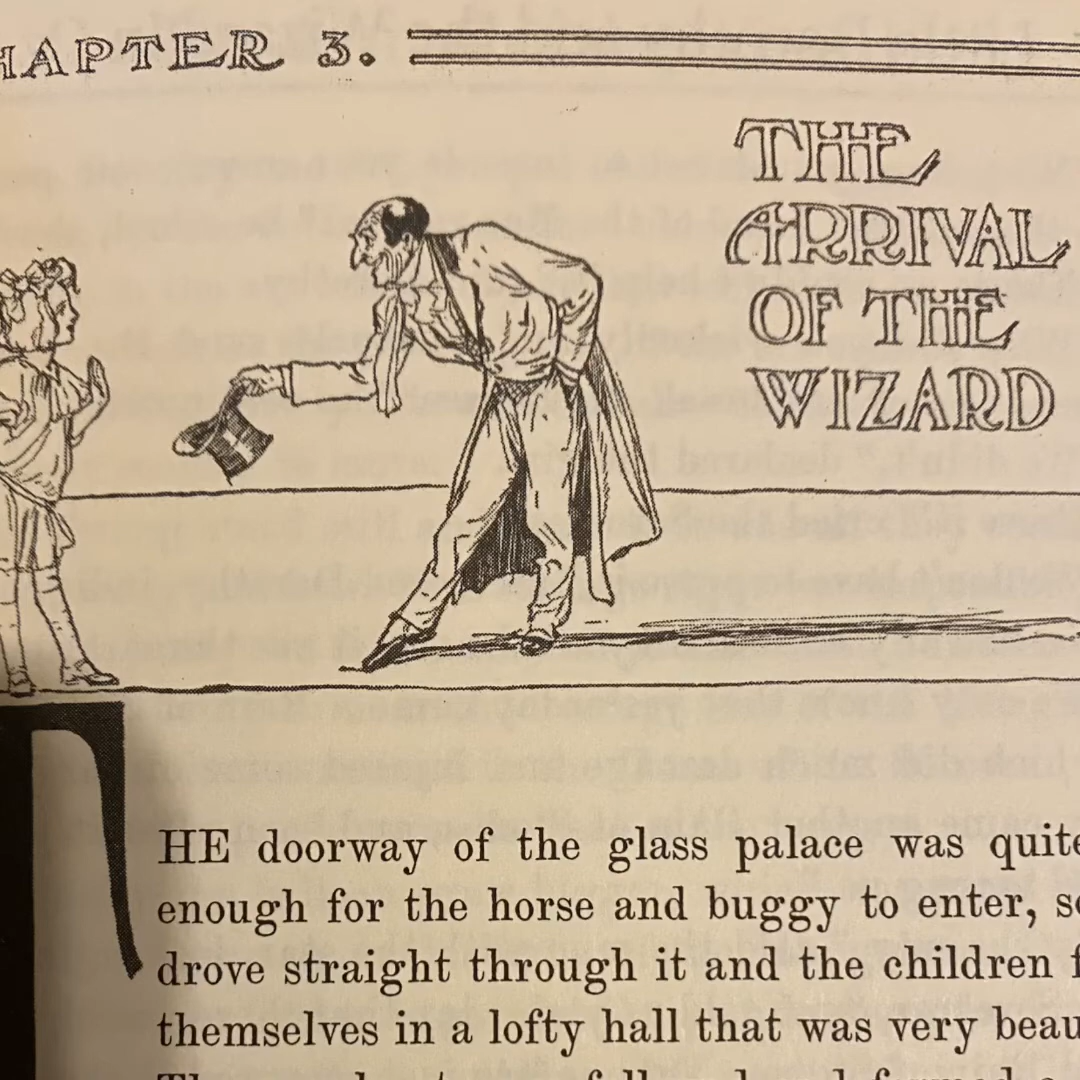 HAPTER 3.
THE
ARRIVAL
OF THE
WIZARD
THE doorway of the glass palace was quite
enough for the horse and buggy to enter, s
drove straight through it and the children f
themselves in a lofty hall that was very beau